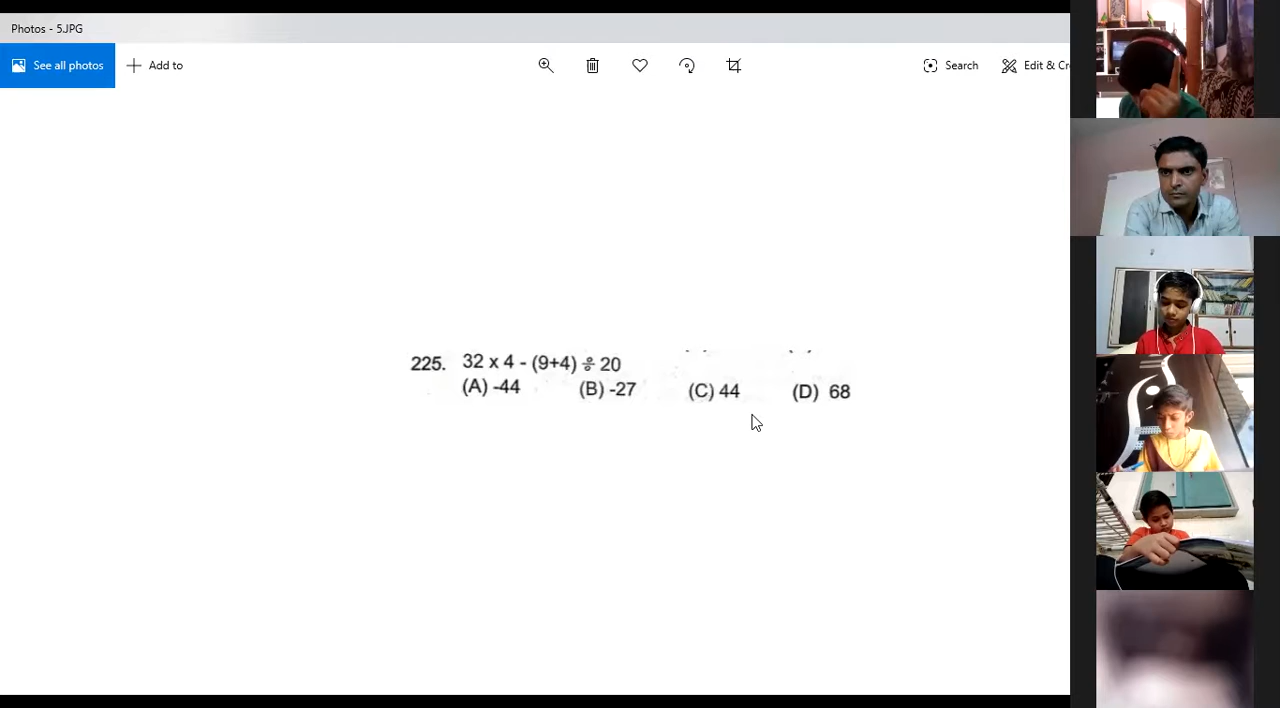 Photos - 5.JPG
See all photos
Add to
Search
Edit & Cr
225. 32 x 4 - (9+4) ÷ 20
(A) -44 (B) -27 (C) 44 (D) 68